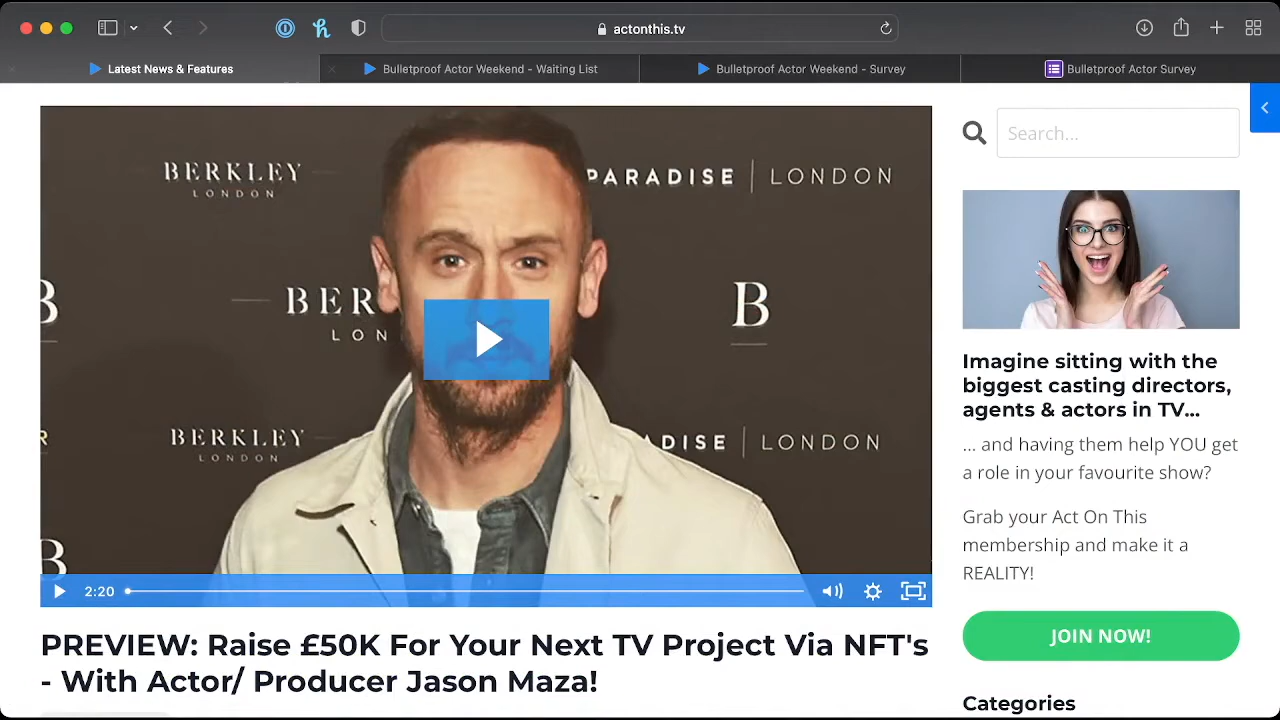 actonthis.tv
Latest News & Features
Bulletproof Actor Weekend - Waiting List
Bulletproof Actor Weekend - Survey
Bulletproof Actor Survey
BERKLEY
LONDON
PARADISE | LONDON
B
BER
LON
B
BERKLEY
LONDON
ADISE | LONDON
R
B
2:20
PREVIEW: Raise £50K For Your Next TV Project Via NFT's
- With Actor/ Producer Jason Maza!
Search...
Imagine sitting with the
biggest casting directors,
agents & actors in TV...
... and having them help YOU get
a role in your favourite show?
Grab your Act On This
membership and make it a
REALITY!
JOIN NOW!
Categories